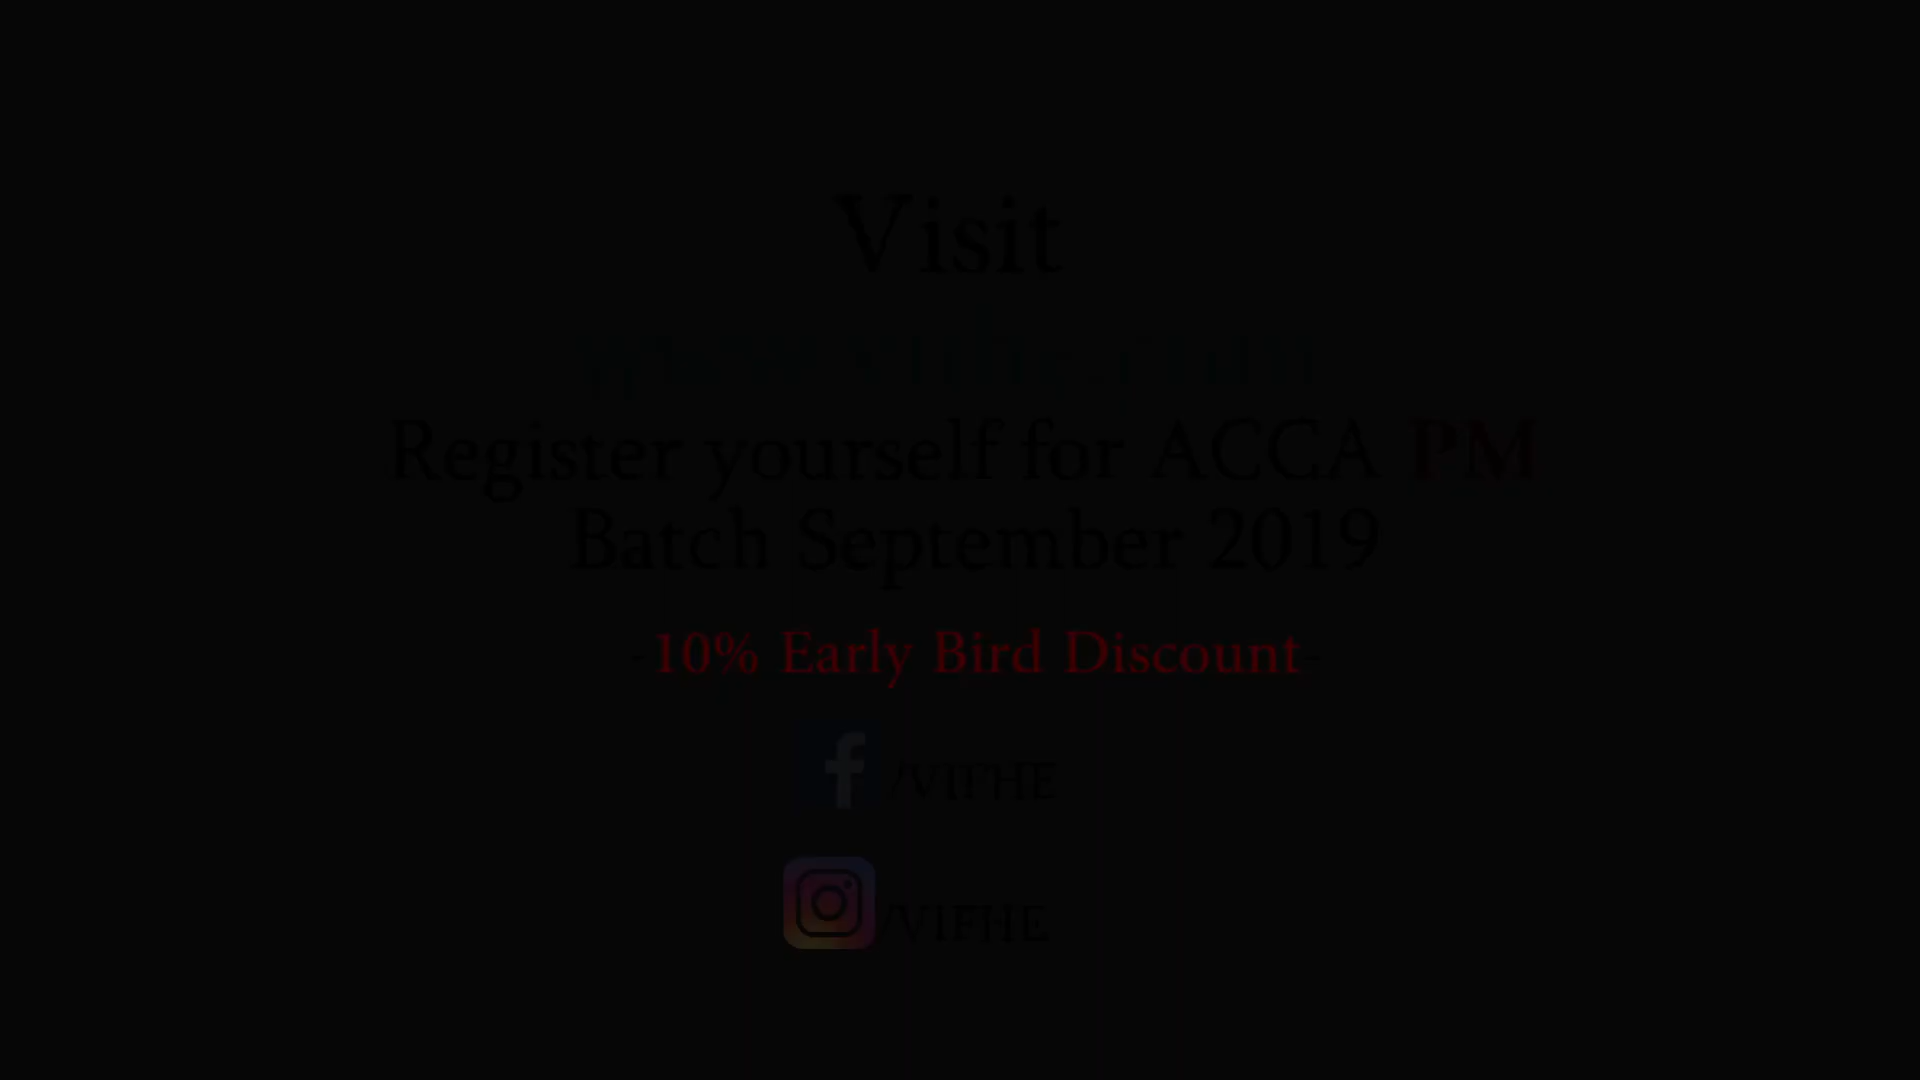 Visit
Register yourself for ACCA PM
Batch September 2019
-10% Early Bird Discount-
/VIFHE
/VIFHE